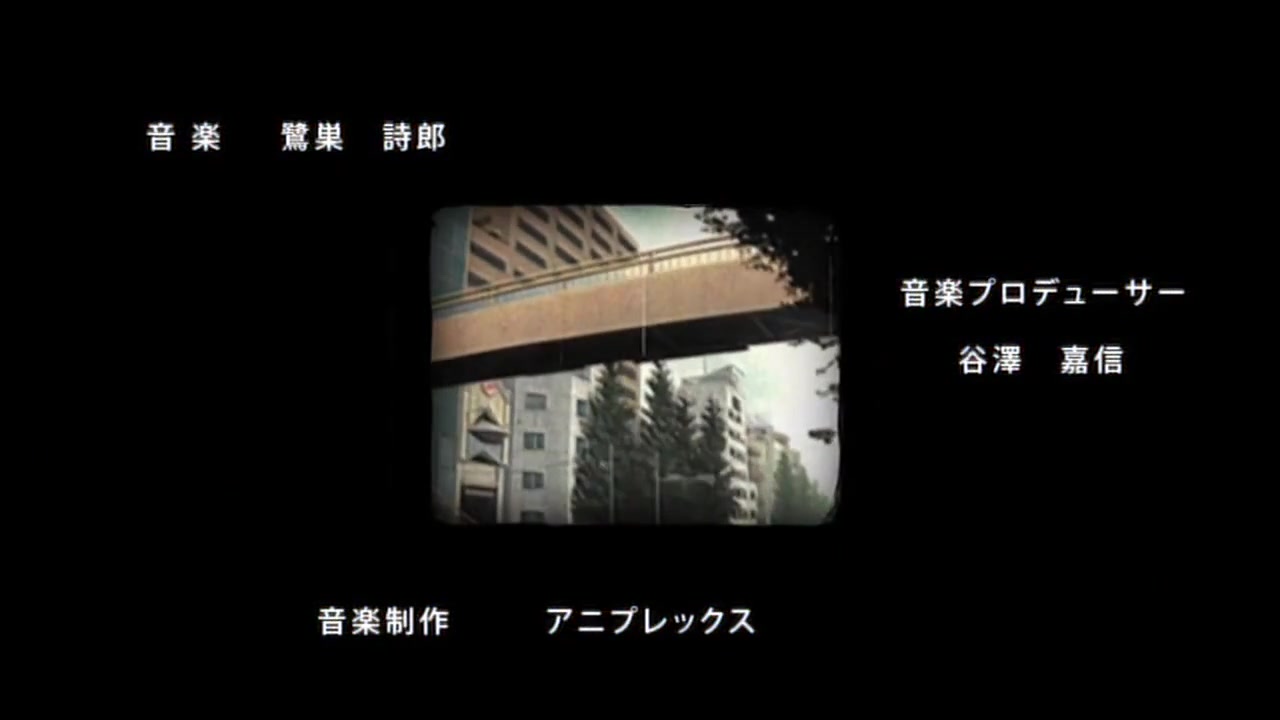 音楽　鷺巣　詩郎
音楽プロデューサー
谷澤　嘉信
音楽制作　アニプレックス